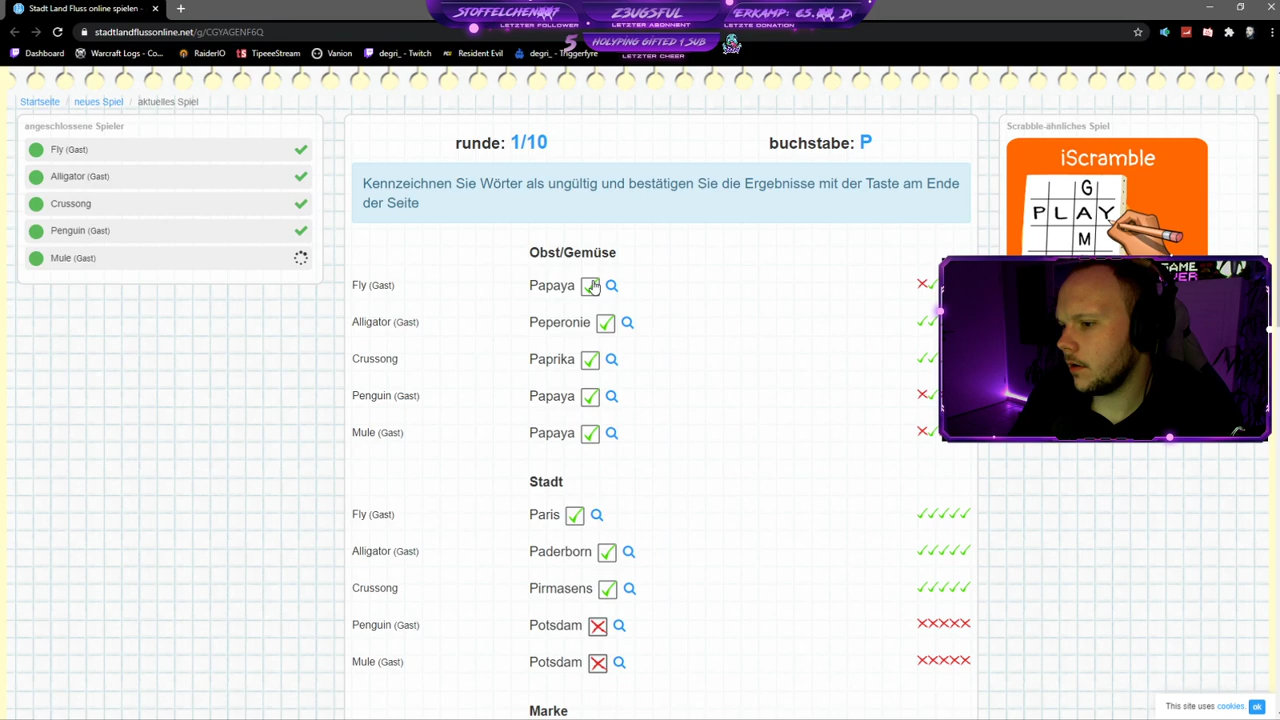 Stadt Land Fluss online spielen -
STOFFELCHEN007
LETZTER FOLLOWER
Z3UGSFUL
LETZTER ABONNENT
LETZTE DONATION
HOLYPING GIFTED 1 SUB
LETZTER CHEER
stadtlandflussonline.net/g/CGYAGENF6Q
Dashboard
Warcraft Logs - Co...
RaiderIO
TipeeeStream
Vanion
degri_ - Twitch
Resident Evil
degri_ - Triggerfyre
Startseite / neues Spiel / aktuelles Spiel
angeschlossene Spieler
Fly (Gast)
Alligator (Gast)
Crussong
Penguin (Gast)
Mule (Gast)
runde: 1/10
buchstabe: P
Kemzeichnen Sie Wörter als ungültig und bestätigen Sie die Ergebnisse mit der Taste am Ende
der Seite
Obst/Gemüse
Fly (Gast) Papaya
Alligator (Gast) Peperonie
Crussong Paprika
Penguin (Gast) Papaya
Mule (Gast) Papaya
Stadt
Fly (Gast) Paris
Alligator (Gast) Paderborn
Crussong Pirmasens
Penguin (Gast) Potsdam
Mule (Gast) Potsdam
Marke
Scrabble-ähnliches Spiel
iScramble
G
PLAY
M
GAME
This site uses cookies. ok